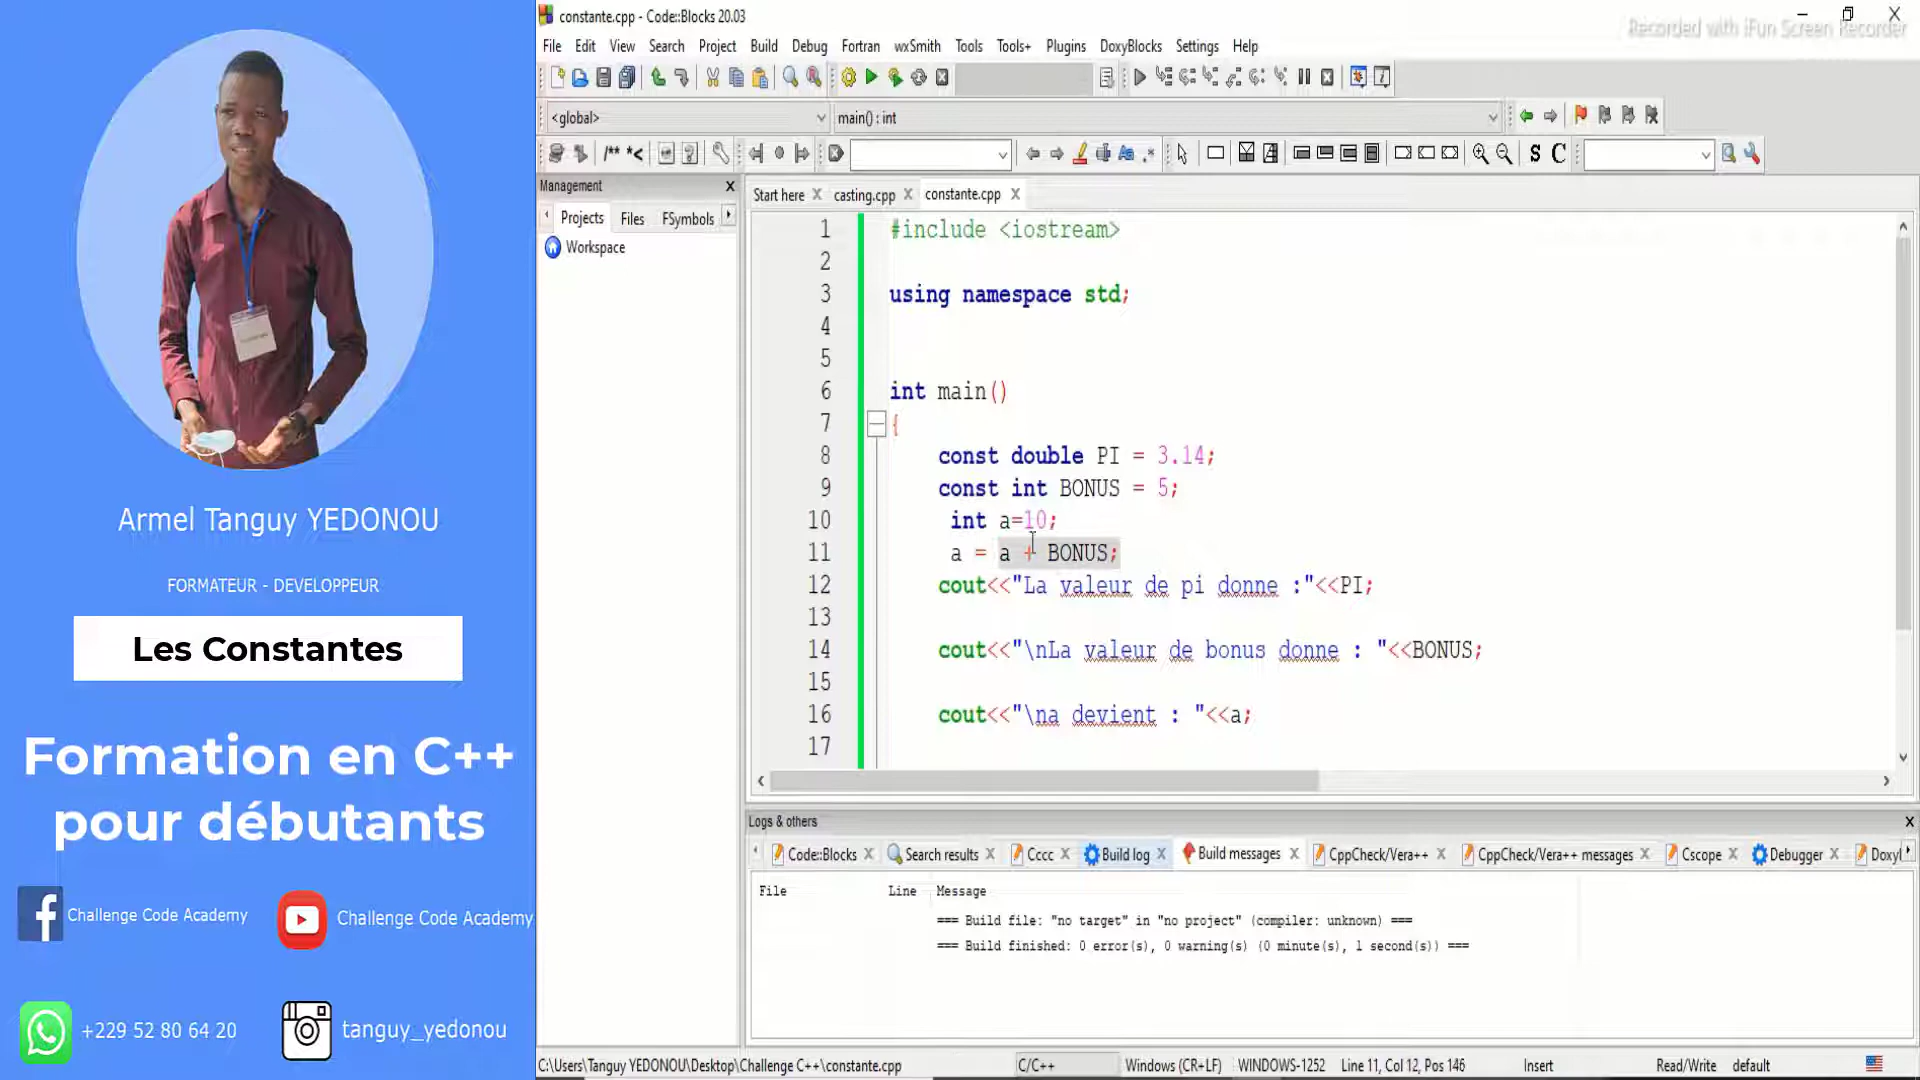 Armel Tanguy YEDONOU
FORMATEUR - DEVELOPPEUR
Les Constantes
Formation en C++
pour débutants
Challenge Code Academy
Challenge Code Academy
+229 52 80 64 20
tanguy_yedonou
constante.cpp - Code::Blocks 20.03
Recorded with iFun Screen Recorder
File Edit View Search Project Build Debug Fortran wxSmith Tools Tools+ Plugins DoxyBlocks Settings Help
<global> main() : int
/** *< S C
Management
Projects Files FSymbols
Workspace
Start here casting.cpp constante.cpp
1 #include <iostream>
2
3 using namespace std;
4
5
6 int main()
7 {
8 const double PI = 3.14;
9 const int BONUS = 5;
10 int a=10;
11 a = a + BONUS;
12 cout<<"La valeur de pi donne :"<<PI;
13
14 cout<<"\nLa valeur de bonus donne : "<<BONUS;
15
16 cout<<"\na devient : "<<a;
17
Logs & others
Code::Blocks Search results Cccc Build log Build messages CppCheck/Vera++ CppCheck/Vera++ messages Cscope Debugger Doxyl
File Line Message
=== Build file: "no target" in "no project" (compiler: unknown) ===
=== Build finished: 0 error(s), 0 warning(s) (0 minute(s), 1 second(s)) ===
C:\Users\Tanguy YEDONOU\Desktop\Challenge C++\constante.cpp C/C++ Windows (CR+LF) WINDOWS-1252 Line 11, Col 12, Pos 146 Insert Read/Write default